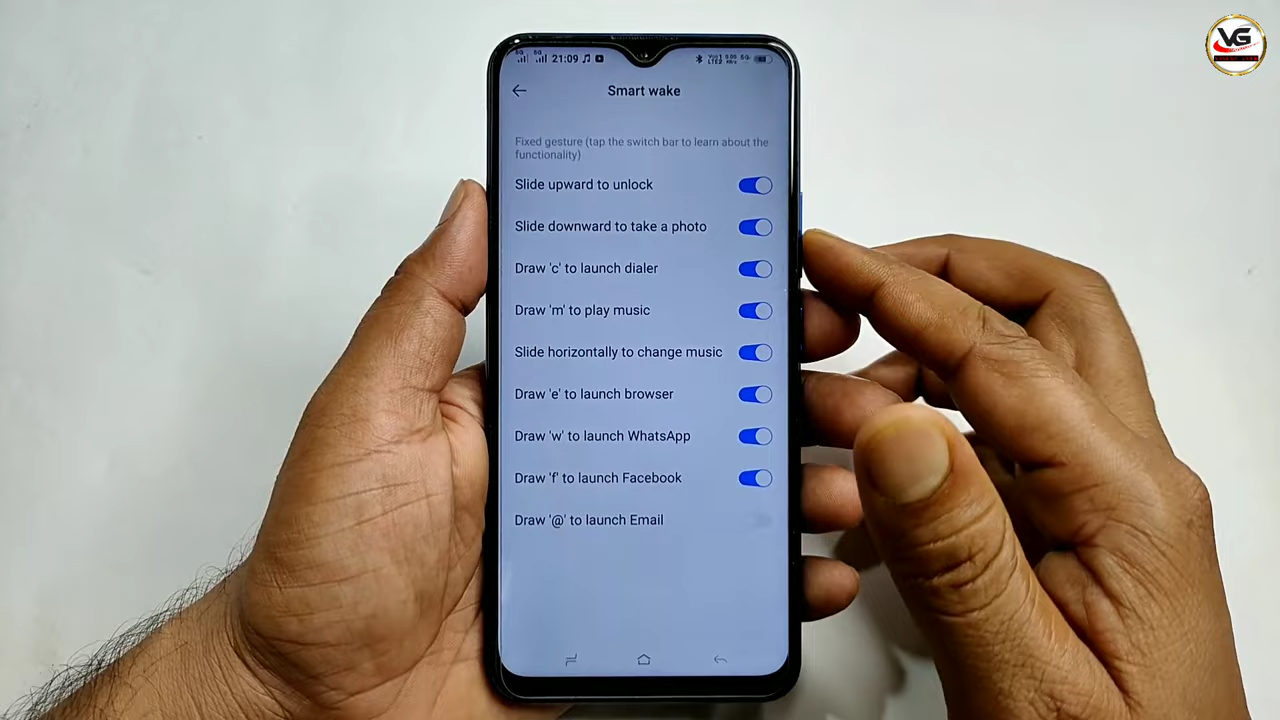 VG
21:09
Smart wake
Fixed gesture (tap the switch bar to learn about the
functionality)
Slide upward to unlock
Slide downward to take a photo
Draw 'c' to launch dialer
Draw 'm' to play music
Slide horizontally to change music
Draw 'e' to launch browser
Draw 'w' to launch WhatsApp
Draw 'f' to launch Facebook
Draw '@' to launch Email